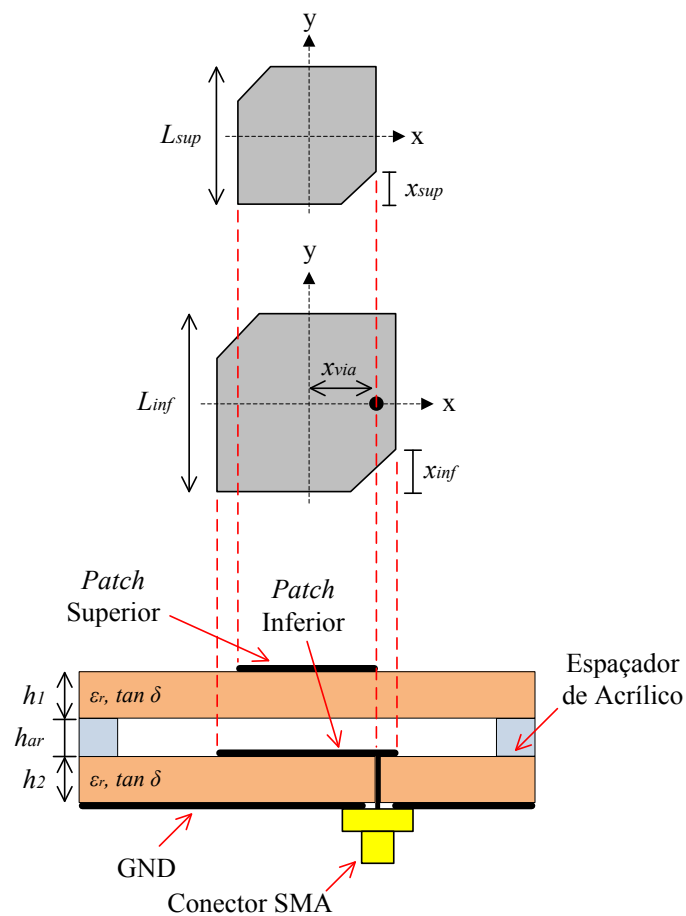 y
x
Lsup
xsup
y
x
xvia
Linf
xinf
Patch
Superior
Patch
Inferior
Espaçador
de Acrílico
h1
εr, tan δ
har
h2
εr, tan δ
GND
Conector SMA